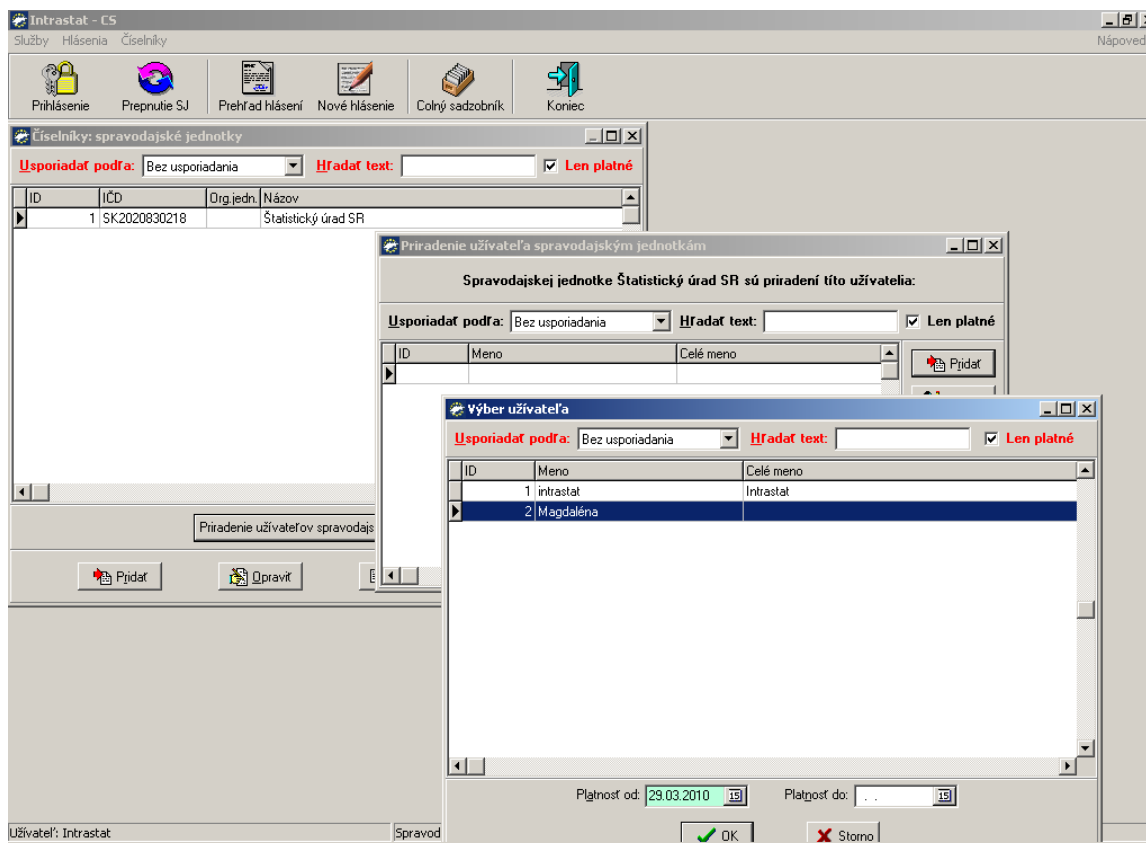 Intrastat - CS
Služby Hlásenia Číselníky Nápoved
Prihlásenie Prepnutie SJ Prehľad hlásení Nové hlásenie Colný sadzobník Koniec
Číselníky: spravodajské jednotky
Usporiadať podľa: Bez usporiadania Hľadať text: Len platné
ID IČD Org.jedn. Názov
1 SK2020830218 Štatistický úrad SR
Priradenie užívateľa spravodajským jednotkám
Spravodajskej jednotke Štatistický úrad SR sú priradení títo užívatelia:
Usporiadať podľa: Bez usporiadania Hľadať text: Len platné
ID Meno Celé meno
Pridať
Výber užívateľa
Usporiadať podľa: Bez usporiadania Hľadať text: Len platné
ID Meno Celé meno
1 intrastat Intrastat
2 Magdaléna
Priradenie užívateľov spravodajs
Pridať Opraviť
Platnosť od: 29.03.2010 15 Platnosť do: . . 15
OK Storno
Užívateľ: Intrastat Spravod